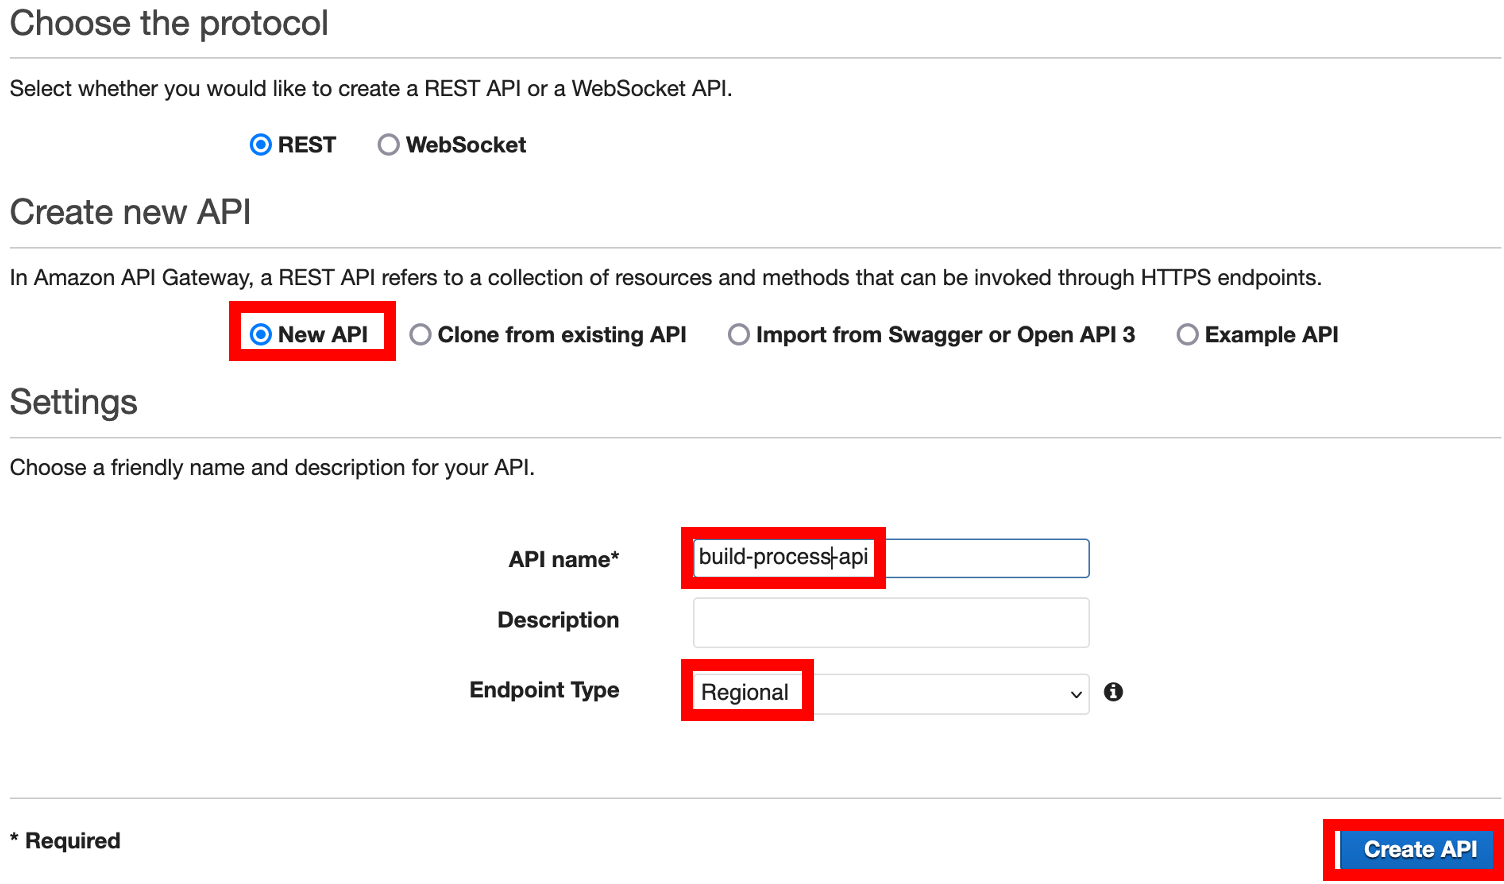 Choose the protocol
Select whether you would like to create a REST API or a WebSocket API.
REST WebSocket
Create new API
In Amazon API Gateway, a REST API refers to a collection of resources and methods that can be invoked through HTTPS endpoints.
New API Clone from existing API Import from Swagger or Open API 3 Example API
Settings
Choose a friendly name and description for your API.
API name* build-process-api
Description
Endpoint Type Regional
* Required Create API